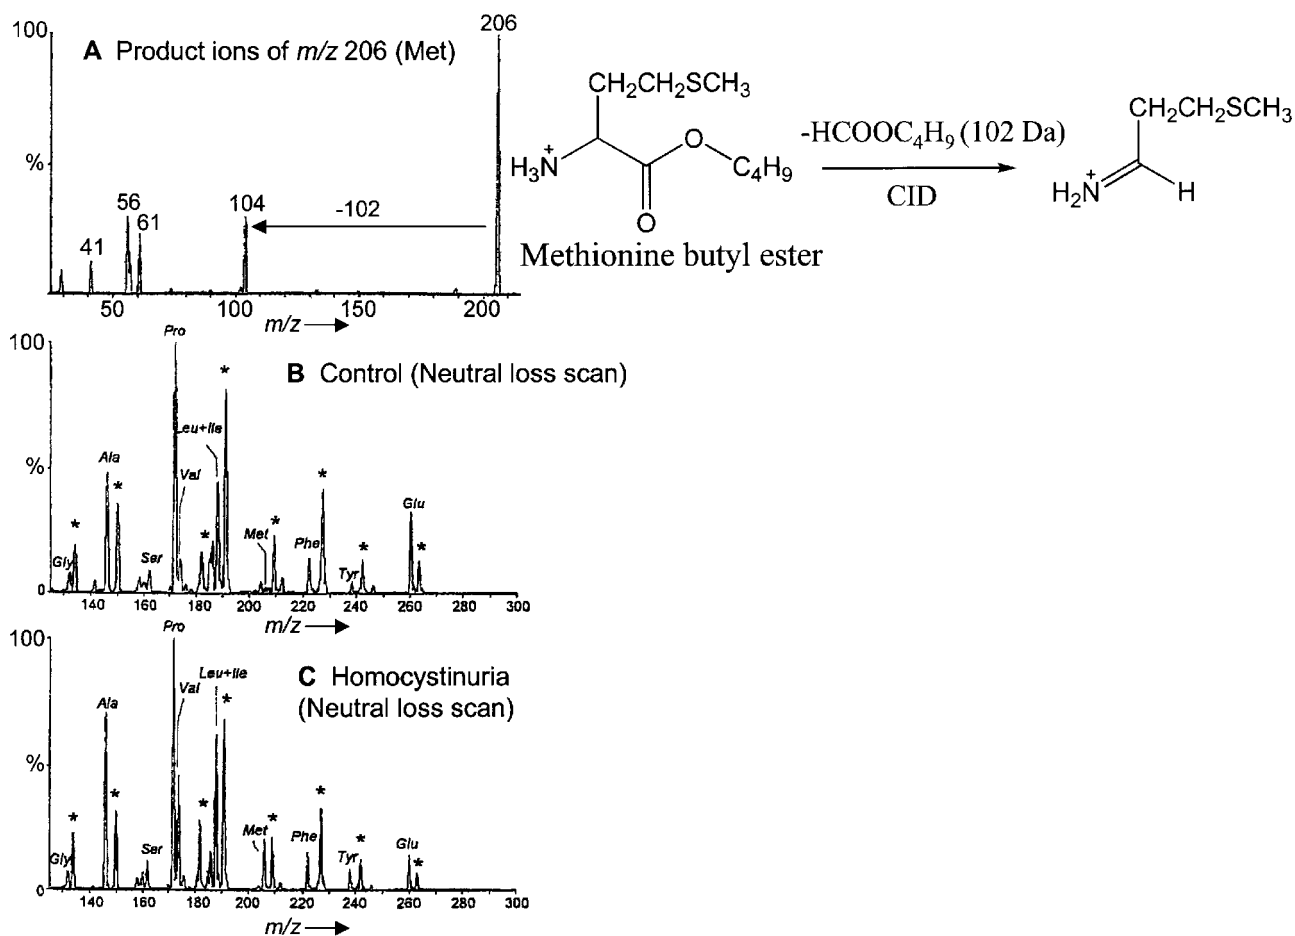 100
206
A Product ions of m/z 206 (Met)
%
56
61
41
104
-102
50
100
150
200
m/z
CH2CH2SCH3
H3N+
O
C4H9
O
Methionine butyl ester
-HCOOC4H9 (102 Da)
CID
CH2CH2SCH3
H2N+
H
100
Pro
*
B Control (Neutral loss scan)
Leu+Ile
Ala
%
*
Val
*
Glu
*
*
Met
*
Gly
Ser
Phe
*
*
Tyr
0
140 160 180 200 220 240 260 280 300
m/z
100
Pro
C Homocystinuria
(Neutral loss scan)
Leu+Ile
Val
*
Ala
%
*
*
*
*
*
Met
Phe
*
Ser
Gly
Tyr
Glu
*
0
140 160 180 200 220 240 260 280 300
m/z